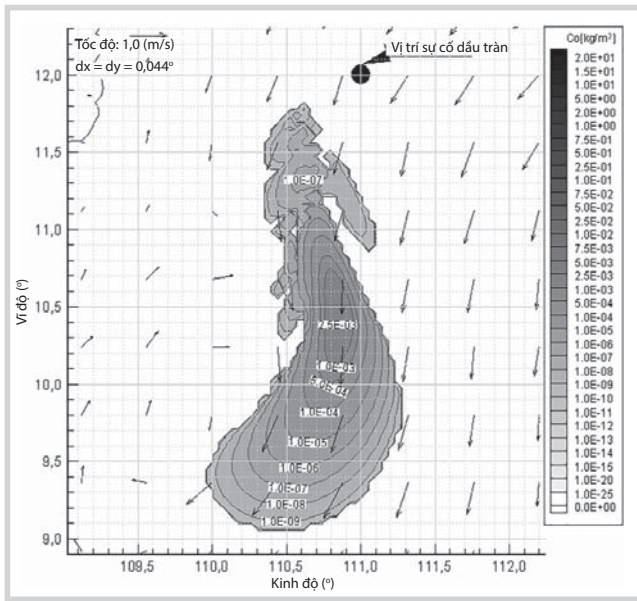 Tốc độ: 1,0 (m/s)
dx = dy = 0,044º
Vị trí sự cố dầu tràn
Co[kg/m³]
2.0E+01
1.5E+01
1.0E+01
5.0E+00
2.0E+00
1.0E+00
7.5E-01
5.0E-01
2.5E-01
1.0E-01
7.5E-02
5.0E-02
2.5E-02
1.0E-02
7.5E-03
5.0E-03
2.5E-03
1.0E-03
5.0E-04
1.0E-04
1.0E-05
1.0E-06
1.0E-07
1.0E-08
1.0E-09
1.0E-10
1.0E-11
1.0E-12
1.0E-13
1.0E-14
1.0E-15
1.0E-20
1.0E-25
0.0E+00
Vĩ độ (º)
12,0
11,5
11,0
10,5
10,0
9,5
9,0
1.0E-07
2.5E-03
1.0E-03
5.0E-04
1.0E-04
1.0E-05
1.0E-06
1.0E-07
1.0E-08
1.0E-09
109,5
110,0
110,5
111,0
111,5
112,0
Kinh độ (º)